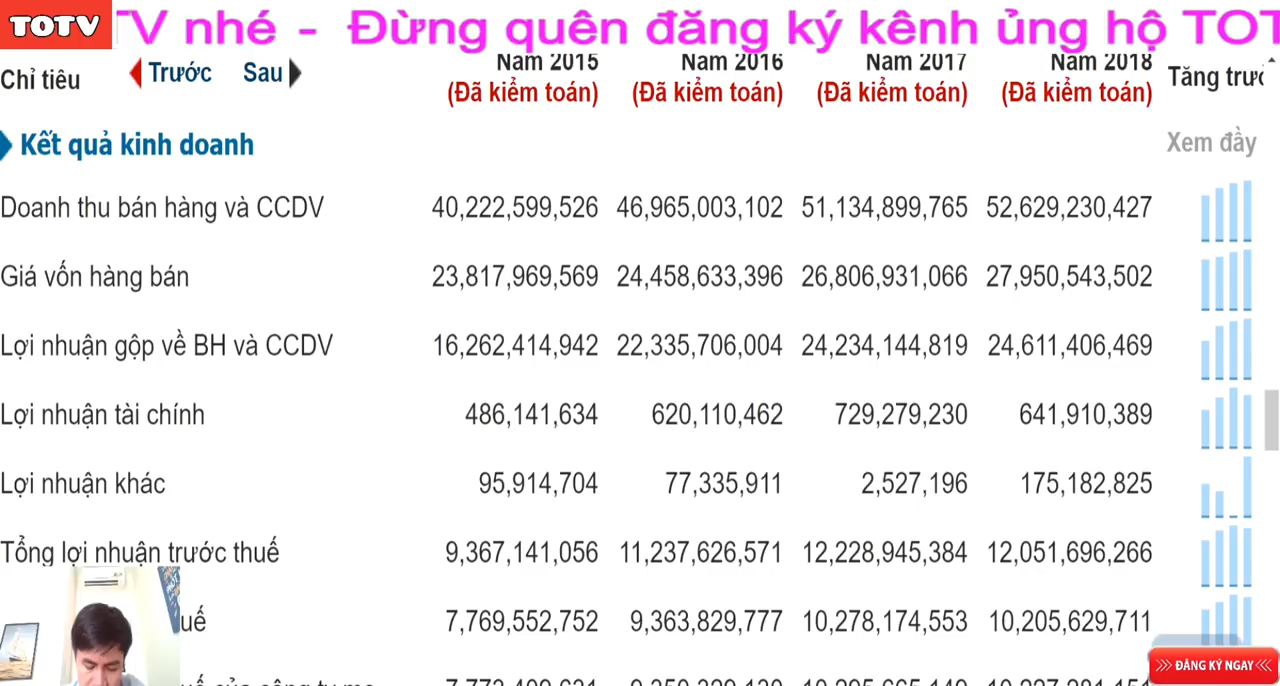 TOTV
TV nhé - Đừng quên đăng ký kênh ủng hộ TOT
Chỉ tiêu Trước Sau Năm 2015 Năm 2016 Năm 2017 Năm 2018 Tăng trưở
(Đã kiểm toán) (Đã kiểm toán) (Đã kiểm toán) (Đã kiểm toán)
Kết quả kinh doanh Xem đầy
Doanh thu bán hàng và CCDV 40,222,599,526 46,965,003,102 51,134,899,765 52,629,230,427
Giá vốn hàng bán 23,817,969,569 24,458,633,396 26,806,931,066 27,950,543,502
Lợi nhuận gộp về BH và CCDV 16,262,414,942 22,335,706,004 24,234,144,819 24,611,406,469
Lợi nhuận tài chính 486,141,634 620,110,462 729,279,230 641,910,389
Lợi nhuận khác 95,914,704 77,335,911 2,527,196 175,182,825
Tổng lợi nhuận trước thuế 9,367,141,056 11,237,626,571 12,228,945,384 12,051,696,266
uế 7,769,552,752 9,363,829,777 10,278,174,553 10,205,629,711
ĐĂNG KÝ NGAY